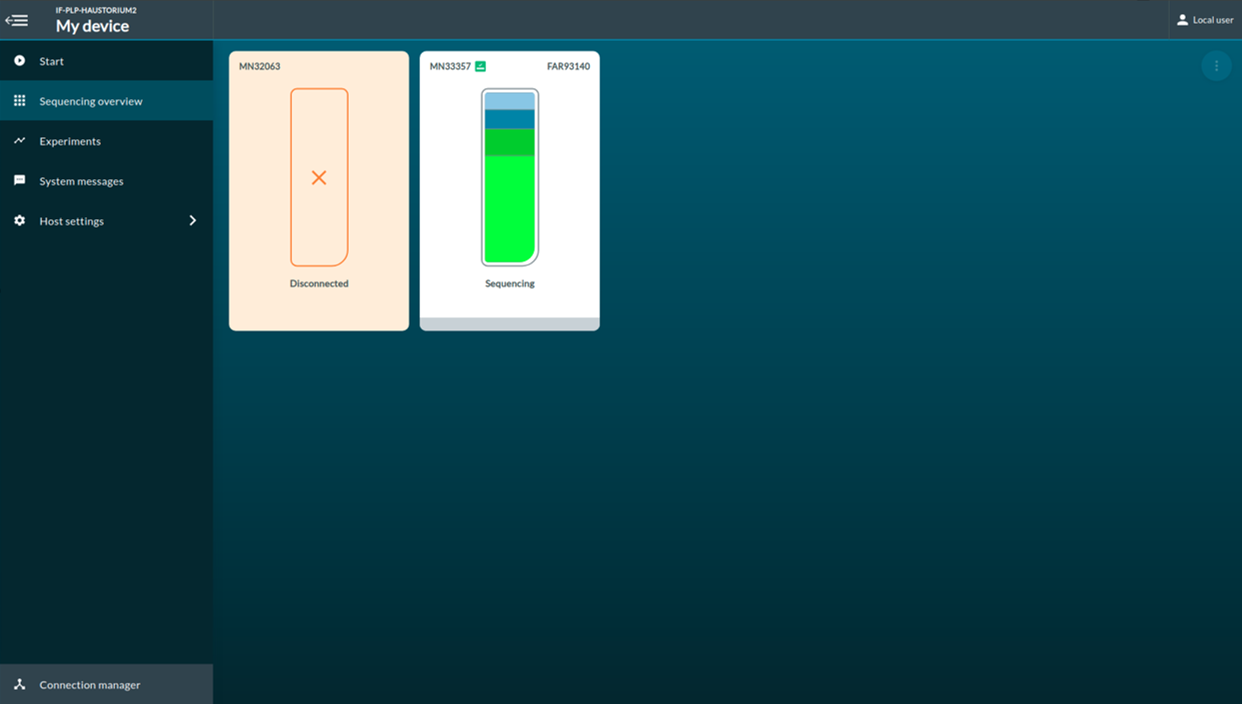 IF-PLP-HAUSTORIUM2
My device
Local user
Start
Sequencing overview
Experiments
System messages
Host settings
Connection manager
MN32063
Disconnected
MN33357 FAR93140
Sequencing